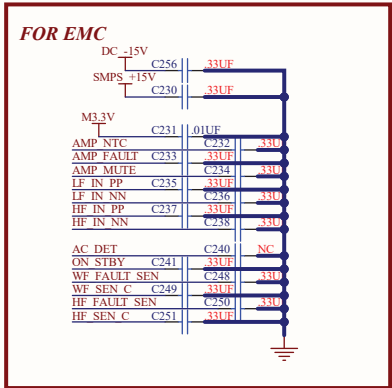 FOR EMC
DC_-15V
C256 .33UF
SMPS_+15V
C230 .33UF
M3.3V
C231 .01UF
AMP_NTC C232 .33U
AMP_FAULT C233 .33UF
AMP_MUTE C234 .33U
LF_IN_PP C235 .33UF
LF_IN_NN C236 .33U
HF_IN_PP C237 .33UF
HF_IN_NN C238 .33U
AC_DET C240 NC
ON_STBY C241 .33UF
WF_FAULT_SEN C248 .33U
WF_SEN_C C249 .33UF
HF_FAULT_SEN C250 .33U
HF_SEN_C C251 .33UF